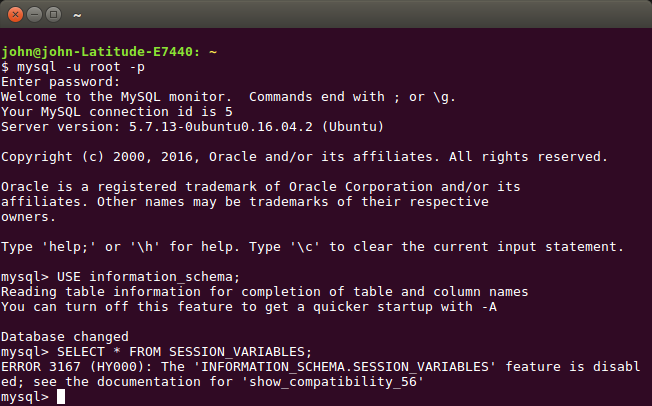 ~
john@john-Latitude-E7440: ~
$ mysql -u root -p
Enter password:
Welcome to the MySQL monitor.  Commands end with ; or \g.
Your MySQL connection id is 5
Server version: 5.7.13-0ubuntu0.16.04.2 (Ubuntu)
Copyright (c) 2000, 2016, Oracle and/or its affiliates. All rights reserved.
Oracle is a registered trademark of Oracle Corporation and/or its
affiliates. Other names may be trademarks of their respective
owners.
Type 'help;' or '\h' for help. Type '\c' to clear the current input statement.
mysql> USE information_schema;
Reading table information for completion of table and column names
You can turn off this feature to get a quicker startup with -A
Database changed
mysql> SELECT * FROM SESSION_VARIABLES;
ERROR 3167 (HY000): The 'INFORMATION_SCHEMA.SESSION_VARIABLES' feature is disabl
ed; see the documentation for 'show_compatibility_56'
mysql>